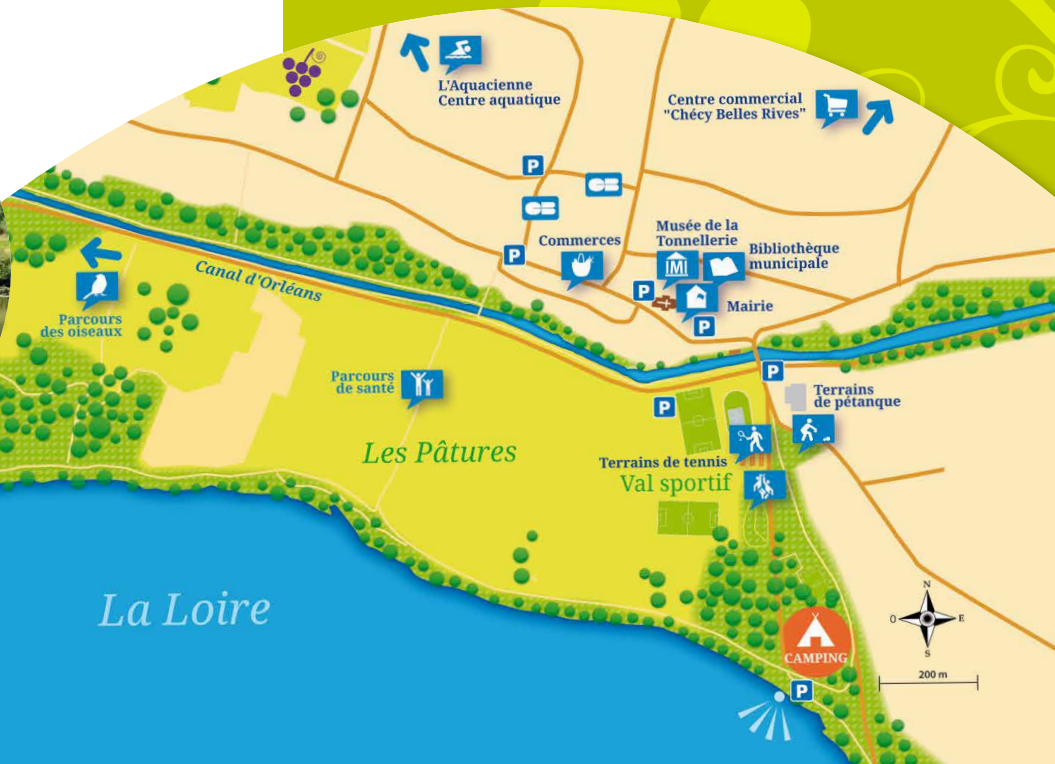 L'Aquacienne
Centre aquatique
Centre commercial
"Chécy Belles Rives"
P
Musée de la
Tonnellerie
Bibliothèque
municipale
Commerces
P
P
Mairie
P
Canal d'Orléans
Parcours
des oiseaux
P
Parcours
de santé
P
Terrains
de pétanque
Les Pâtures
Terrains de tennis
Val sportif
La Loire
N
O
E
S
CAMPING
200 m
P